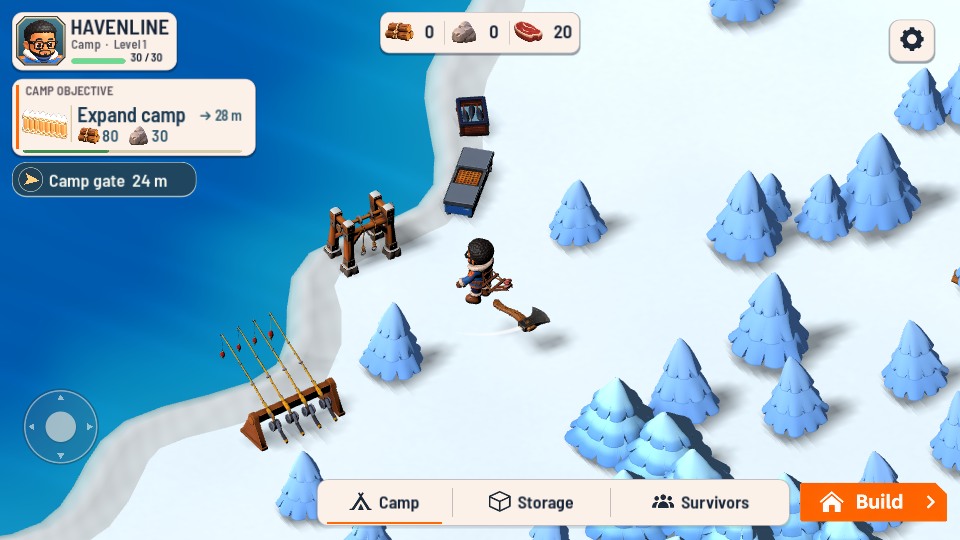 HAVENLINE
Camp · Level 1
30 / 30
0 0 20
CAMP OBJECTIVE
Expand camp → 28 m
80 30
Camp gate 24 m
Camp Storage Survivors Build